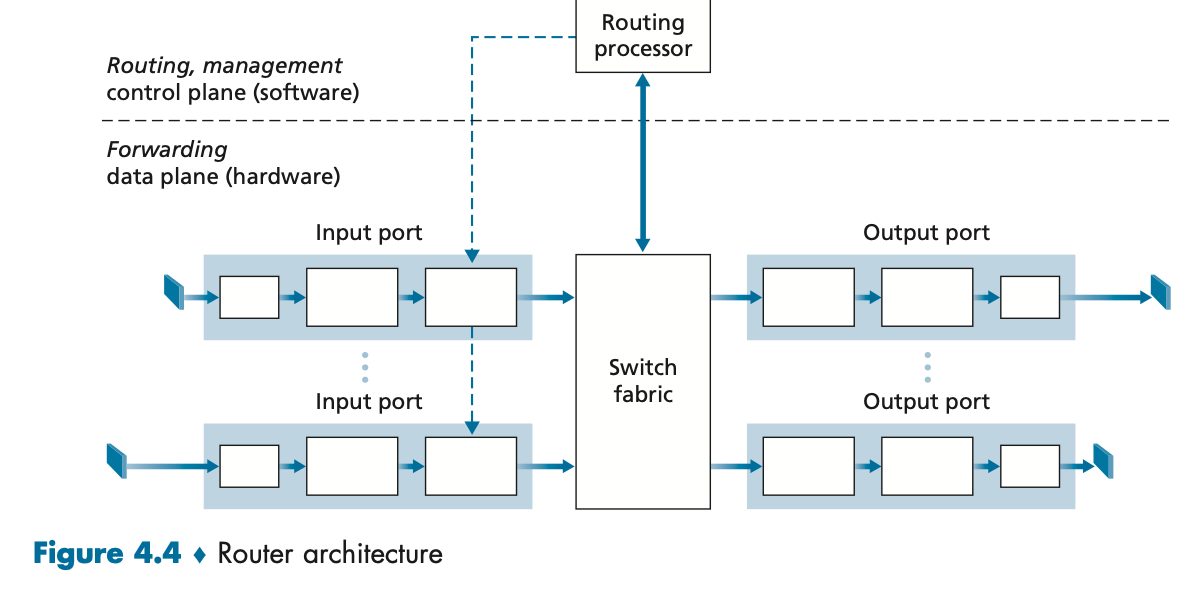 Routing
processor
Routing, management
control plane (software)
Forwarding
data plane (hardware)
Input port
Output port
Switch
fabric
Input port
Output port
Figure 4.4 ♦ Router architecture